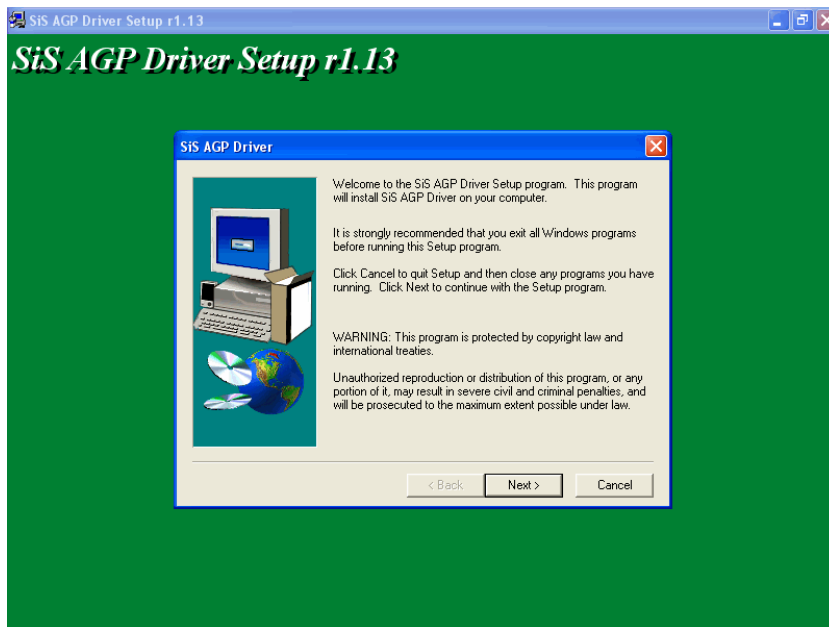 SiS AGP Driver Setup r1.13
SiS AGP Driver Setup r1.13
SiS AGP Driver
Welcome to the SiS AGP Driver Setup program.  This program
will install SiS AGP Driver on your computer.
It is strongly recommended that you exit all Windows programs
before running this Setup program.
Click Cancel to quit Setup and then close any programs you have
running.  Click Next to continue with the Setup program.
WARNING: This program is protected by copyright law and
international treaties.
Unauthorized reproduction or distribution of this program, or any
portion of it, may result in severe civil and criminal penalties, and
will be prosecuted to the maximum extent possible under law.
< Back
Next >
Cancel